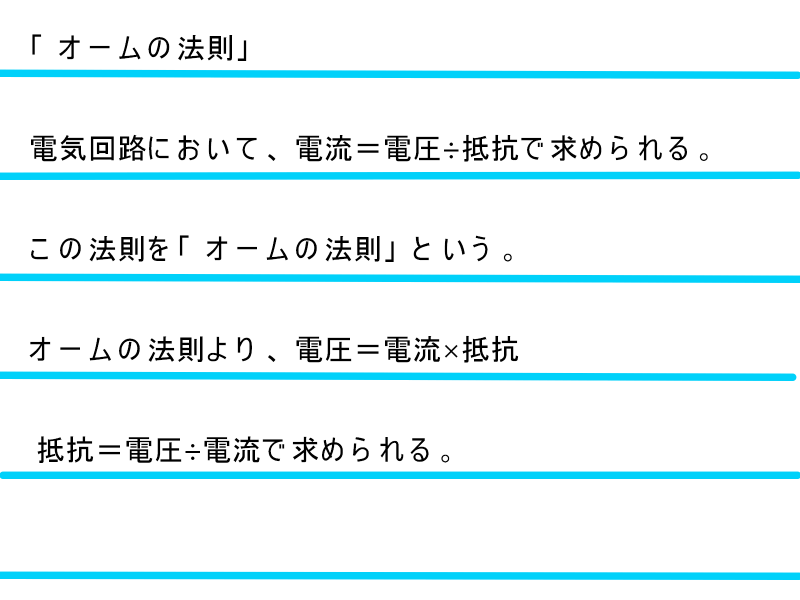 「オームの法則」
電気回路において、電流＝電圧÷抵抗で求められる。
この法則を「オームの法則」という。
オームの法則より、電圧＝電流×抵抗
抵抗＝電圧÷電流で求められる。